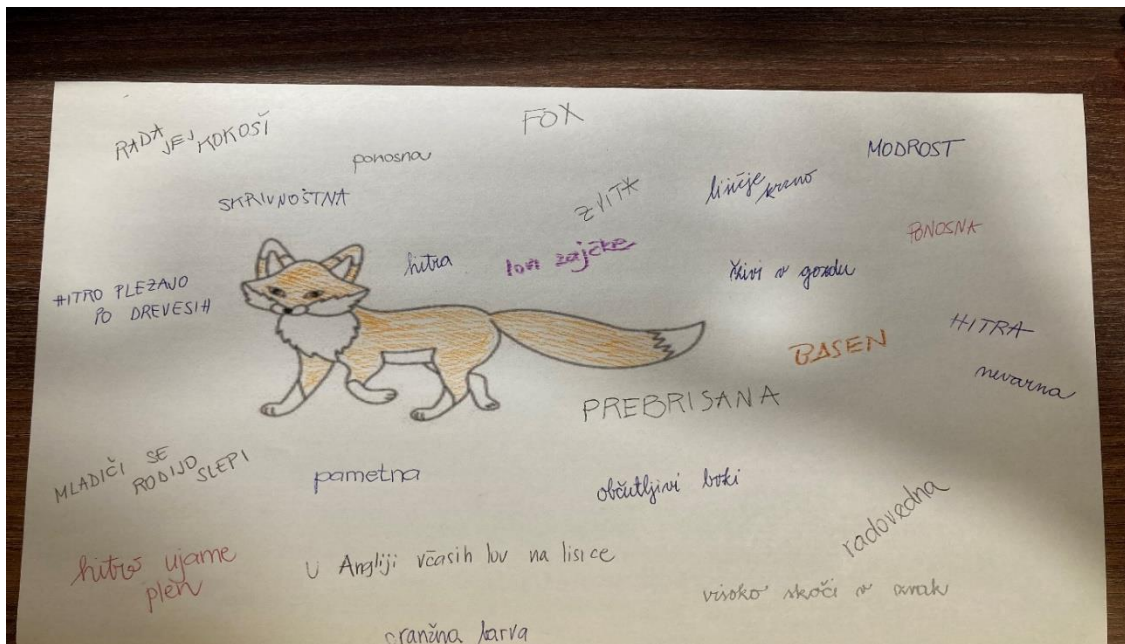 FOX
RADA JEJ KOKOŠI
ponosna
MODROST
SKRIVNOSTNA
ZVITA
linije krzno
PONOSNA
hitra
lovi zajčke
živi v gozdu
HITRO PLEZAJO
PO DREVESIH
HITRA
BASEN
nevarna
PREBRISANA
MLADIČI SE
RODIJO SLEPI
pametna
občutljivi boki
radovedna
hitro ujame
plen
U Angliji včasih lov na lisice
visoko skoči v zrak
oranžna barva